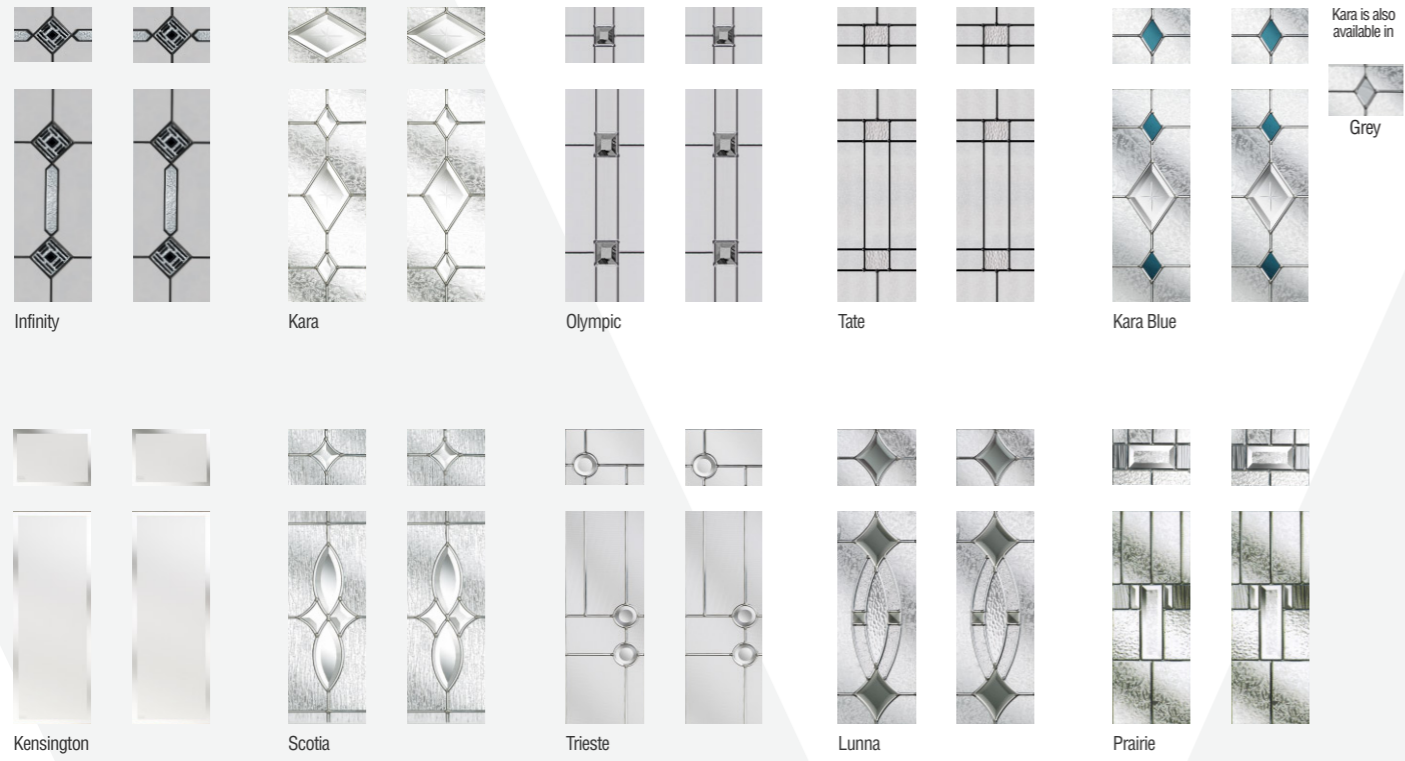 Kara is also
available in
Grey
Infinity
Kara
Olympic
Tate
Kara Blue
Kensington
Scotia
Trieste
Lunna
Prairie